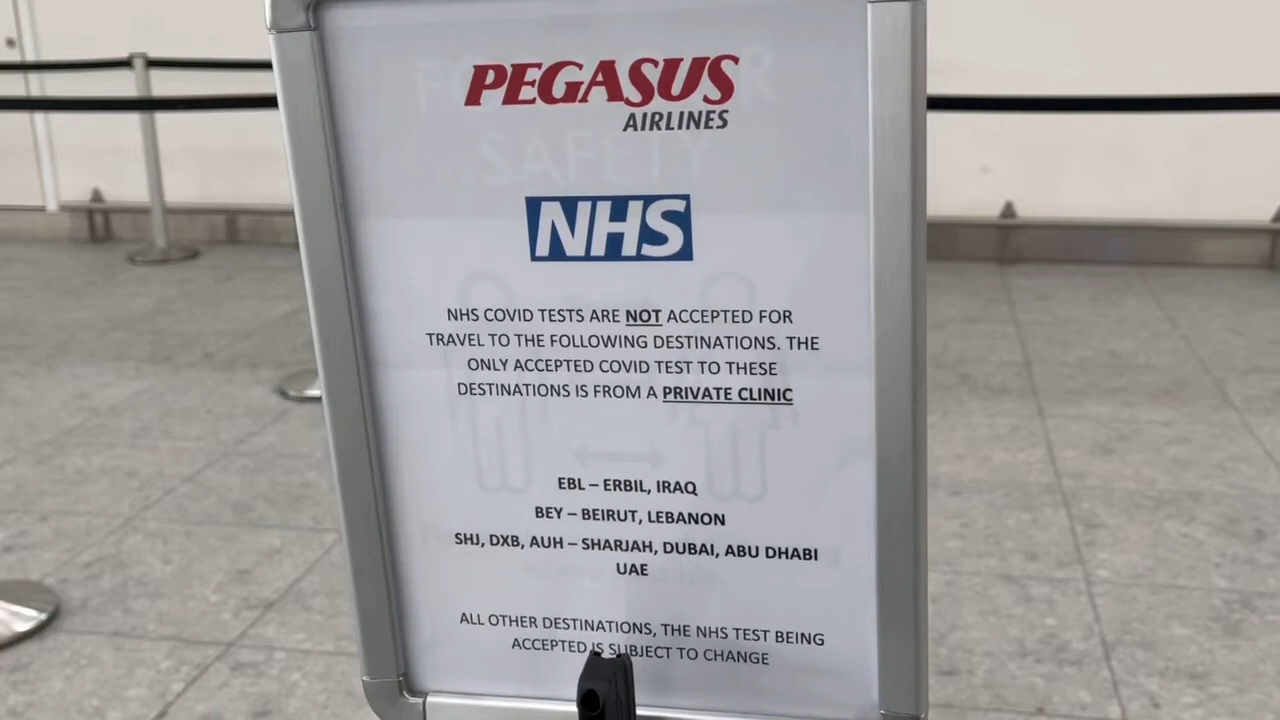 PEGASUS
AIRLINES
NHS
NHS COVID TESTS ARE NOT ACCEPTED FOR
TRAVEL TO THE FOLLOWING DESTINATIONS. THE
ONLY ACCEPTED COVID TEST TO THESE
DESTINATIONS IS FROM A PRIVATE CLINIC
EBL – ERBIL, IRAQ
BEY – BEIRUT, LEBANON
SHJ, DXB, AUH – SHARJAH, DUBAI, ABU DHABI
UAE
ALL OTHER DESTINATIONS, THE NHS TEST BEING
ACCEPTED IS SUBJECT TO CHANGE